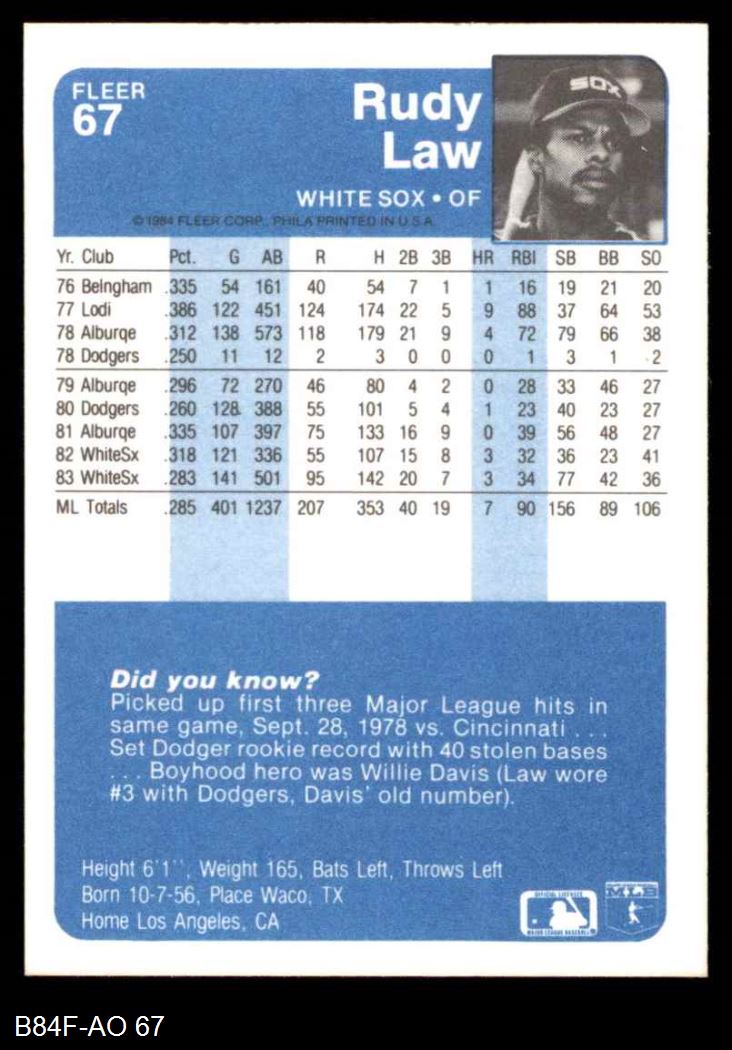 FLEER
67
Rudy
Law
SOX
WHITE SOX • OF
© 1984 FLEER CORP., PHILA PRINTED IN U.S.A.
Yr. Club Pct. G AB R H 2B 3B HR RBI SB BB SO
76 Belngham .335 54 161 40 54 7 1 1 16 19 21 20
77 Lodi .386 122 451 124 174 22 5 9 88 37 64 53
78 Alburqe .312 138 573 118 179 21 9 4 72 79 66 38
78 Dodgers .250 11 12 2 3 0 0 0 1 3 1 2
79 Alburqe .296 72 270 46 80 4 2 0 28 33 46 27
80 Dodgers .260 128 388 55 101 5 4 1 23 40 23 27
81 Alburqe .335 107 397 75 133 16 9 0 39 56 48 27
82 WhiteSx .318 121 336 55 107 15 8 3 32 36 23 41
83 WhiteSx .283 141 501 95 142 20 7 3 34 77 42 36
ML Totals .285 401 1237 207 353 40 19 7 90 156 89 106
Did you know?
Picked up first three Major League hits in
same game, Sept. 28, 1978 vs. Cincinnati . . .
Set Dodger rookie record with 40 stolen bases
. . . Boyhood hero was Willie Davis (Law wore
#3 with Dodgers, Davis' old number).
Height 6'1'', Weight 165, Bats Left, Throws Left
Born 10-7-56, Place Waco, TX
Home Los Angeles, CA
B84F-AO 67